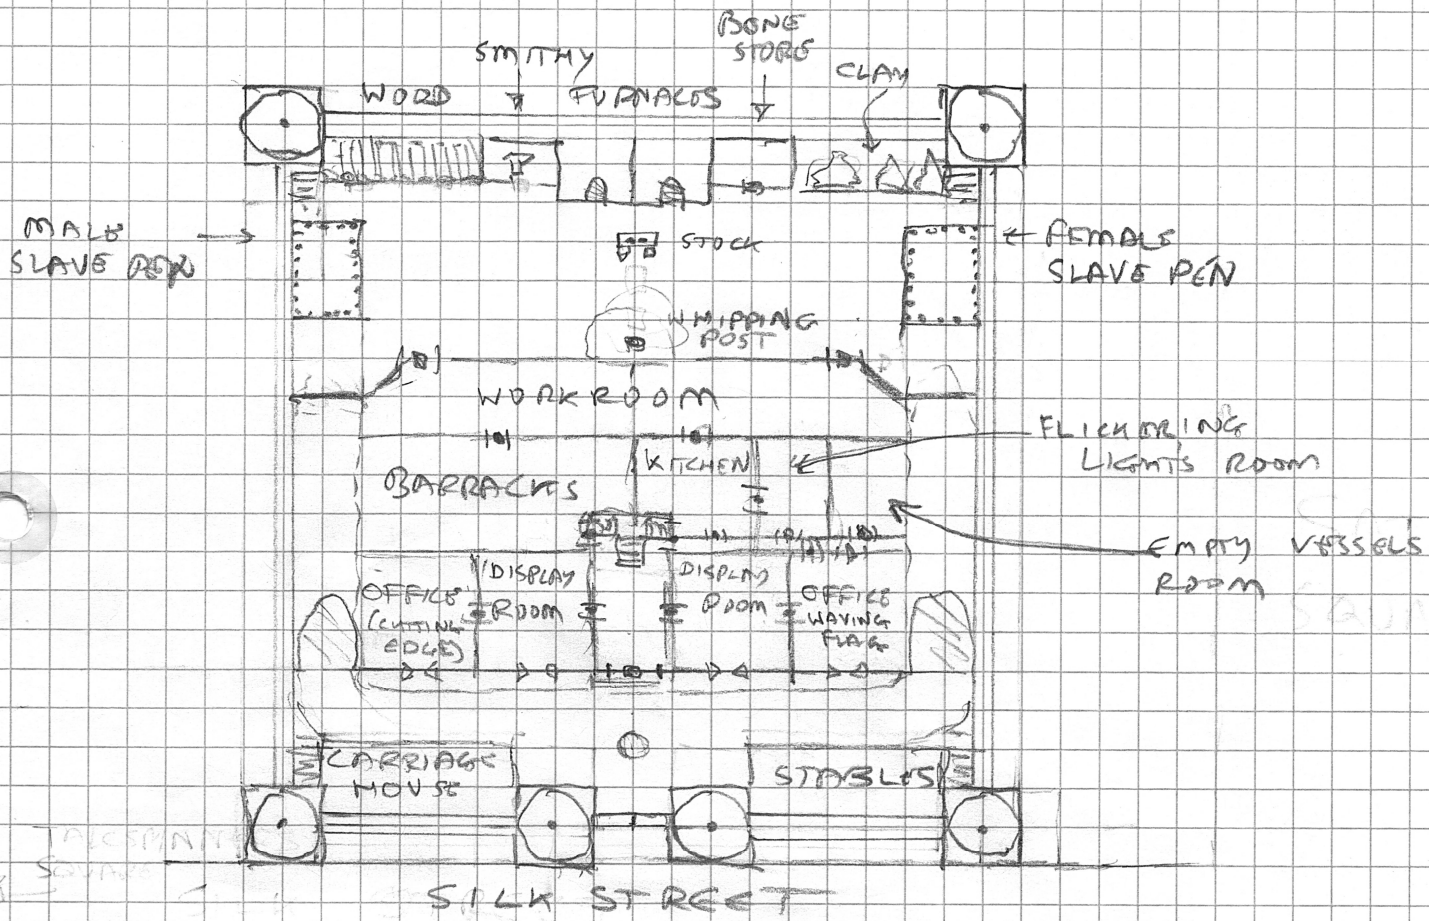 BONE
STORE
SMITHY
CLAY
WOOD
FURNACES
MALE
SLAVE PEN
STOCK
FEMALE
SLAVE PEN
WHIPPING
POST
WORKROOM
FLICKERING
LIGHTS ROOM
KITCHEN
BARRACKS
EMPTY VESSELS
ROOM
OFFICE
(CUTTING
EDGE)
DISPLAY
ROOM
DISPLAY
ROOM
OFFICE
WAVING
FLAG
CARRIAGE
HOUSE
STABLES
SQUARE
SILK STREET